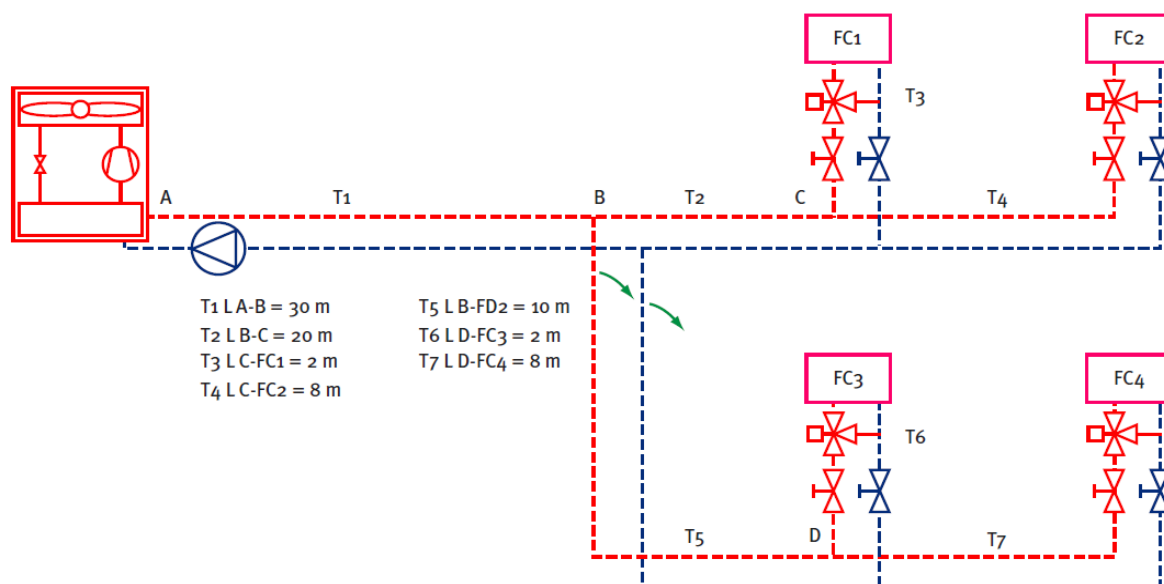 FC1
FC2
T3
A
T1
B
T2
C
T4
T1 L A-B = 30 m
T2 L B-C = 20 m
T3 L C-FC1 = 2 m
T4 L C-FC2 = 8 m
T5 L B-FD2 = 10 m
T6 L D-FC3 = 2 m
T7 L D-FC4 = 8 m
FC3
FC4
T6
T5
D
T7